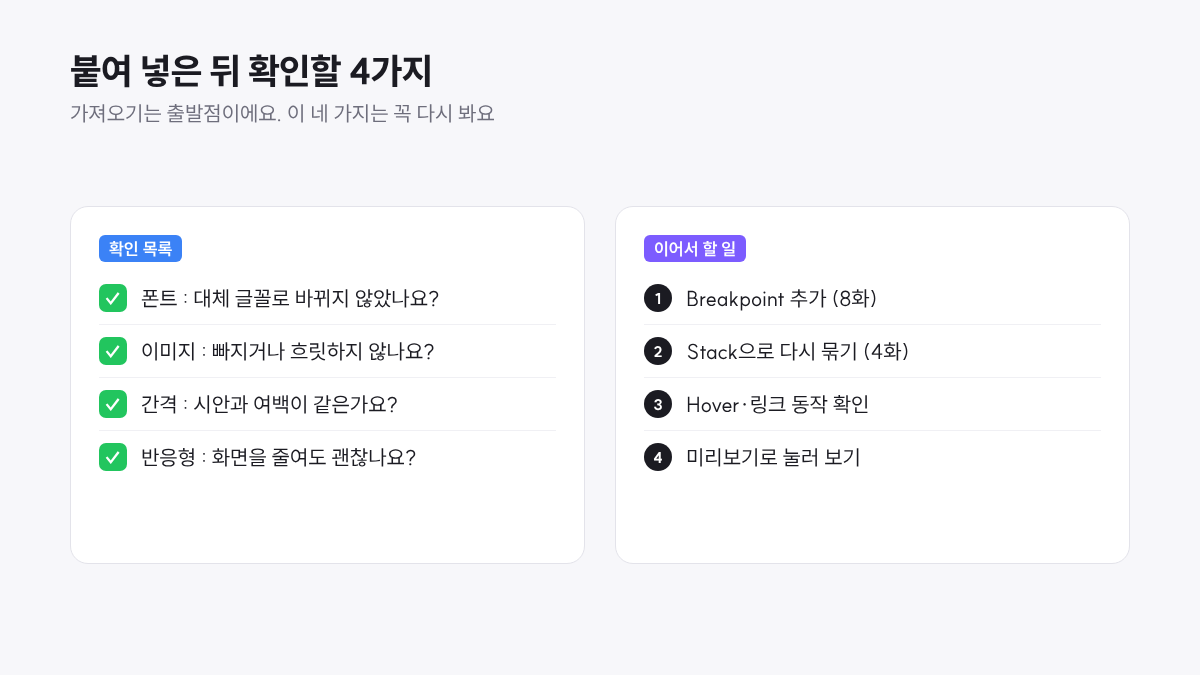 붙여 넣은 뒤 확인할 4가지
가져오기는 출발점이에요. 이 네 가지는 꼭 다시 봐요
확인 목록
폰트 : 대체 글꼴로 바뀌지 않았나요?
이미지 : 빠지거나 흐릿하지 않나요?
간격 : 시안과 여백이 같은가요?
반응형 : 화면을 줄여도 괜찮나요?
이어서 할 일
1 Breakpoint 추가 (8화)
2 Stack으로 다시 묶기 (4화)
3 Hover·링크 동작 확인
4 미리보기로 눌러 보기